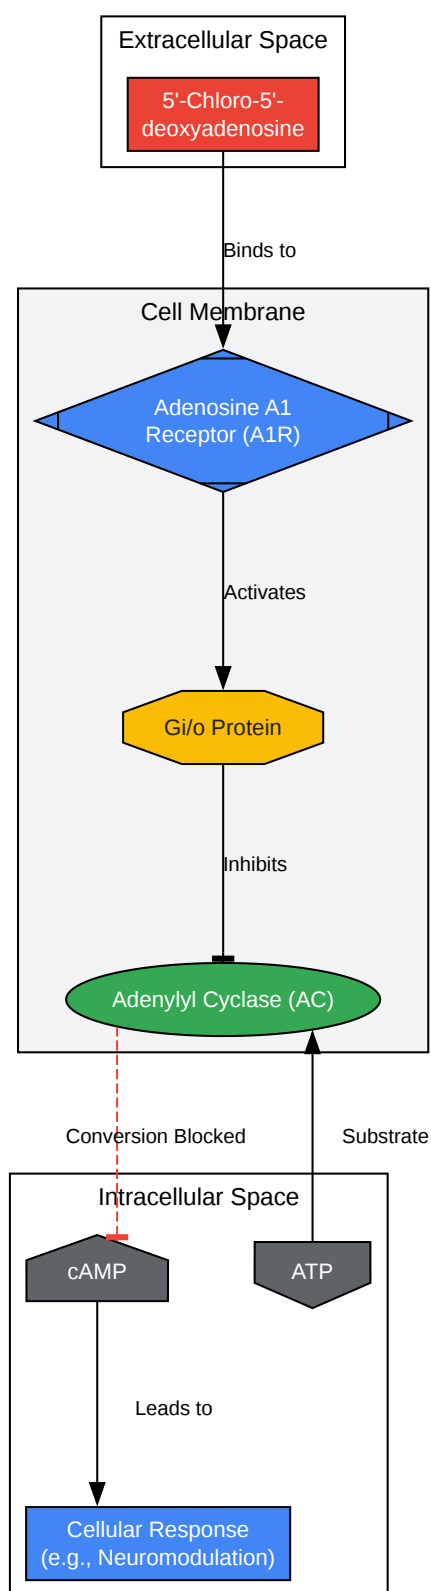 Extracellular Space
5'-Chloro-5'-
deoxyadenosine
Binds to
Cell Membrane
Adenosine A1
Receptor (A1R)
Activates
Gi/o Protein
Inhibits
Adenylyl Cyclase (AC)
Conversion Blocked
Substrate
Intracellular Space
cAMP
ATP
Leads to
Cellular Response
(e.g., Neuromodulation)